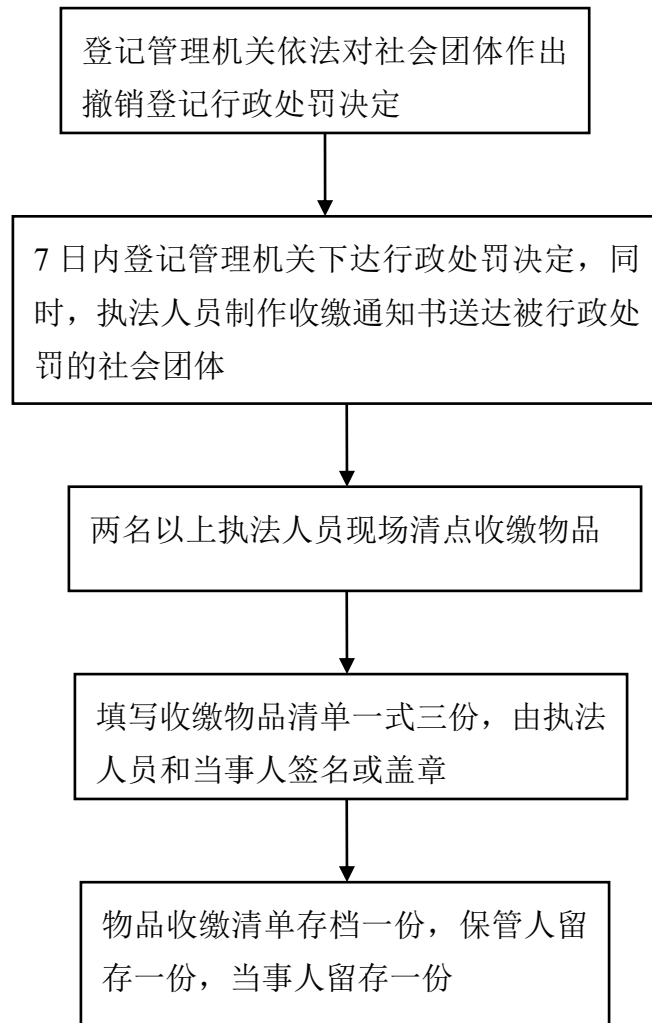 登记管理机关依法对社会团体作出
撤销登记行政处罚决定
7 日内登记管理机关下达行政处罚决定，同
时，执法人员制作收缴通知书送达被行政处
罚的社会团体
两名以上执法人员现场清点收缴物品
填写收缴物品清单一式三份，由执法
人员和当事人签名或盖章
物品收缴清单存档一份，保管人留
存一份，当事人留存一份